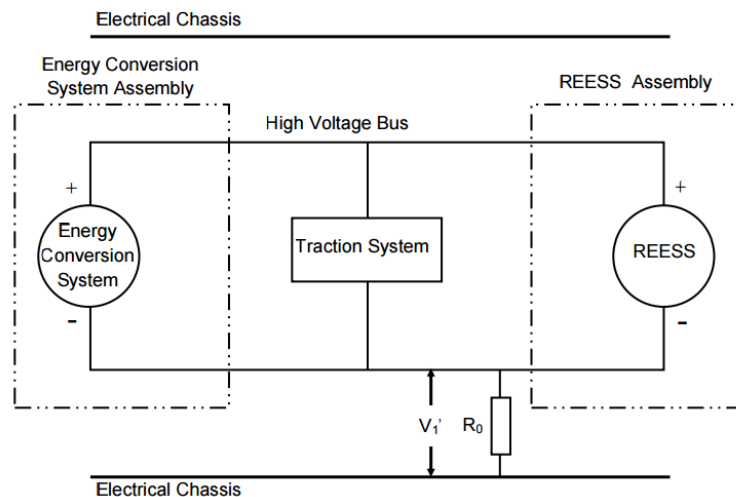 Electrical Chassis
Energy Conversion
System Assembly
REESS Assembly
High Voltage Bus
+
+
Energy
Conversion
System
Traction System
REESS
-
-
V₁'
R₀
Electrical Chassis